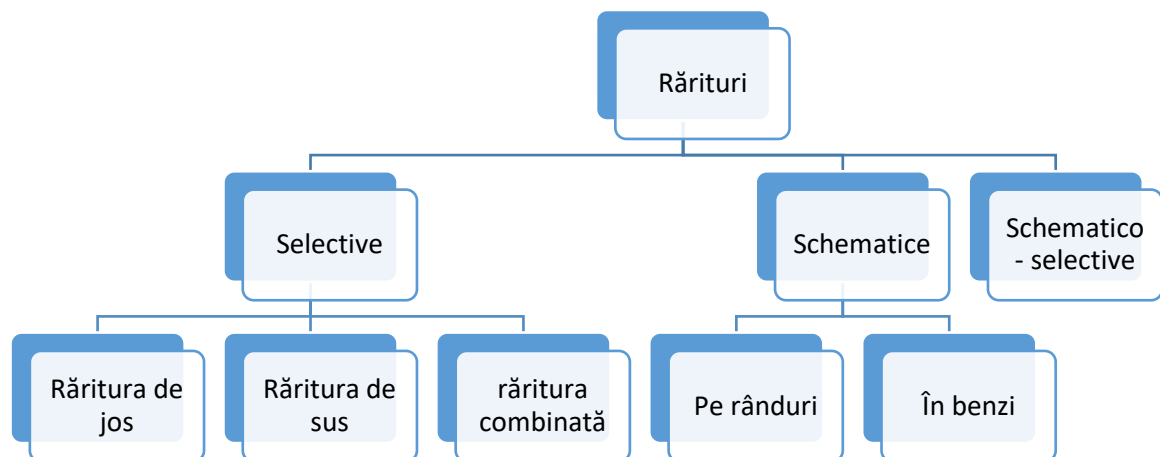 Rărituri
Selective
Schematice
Schematico
- selective
Răritura de
jos
Răritura de
sus
răritura
combinată
Pe rânduri
În benzi